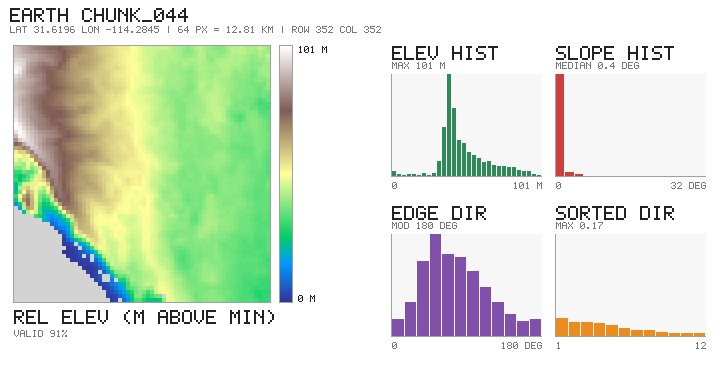 EARTH CHUNK_044
LAT 31.6196 LON -114.2845 | 64 PX = 12.81 KM | ROW 352 COL 352
101 M
0 M
REL ELEV (M ABOVE MIN)
VALID 91%
ELEV HIST
MAX 101 M
0 101 M
SLOPE HIST
MEDIAN 0.4 DEG
0 32 DEG
EDGE DIR
MOD 180 DEG
0 180 DEG
SORTED DIR
MAX 0.17
1 12